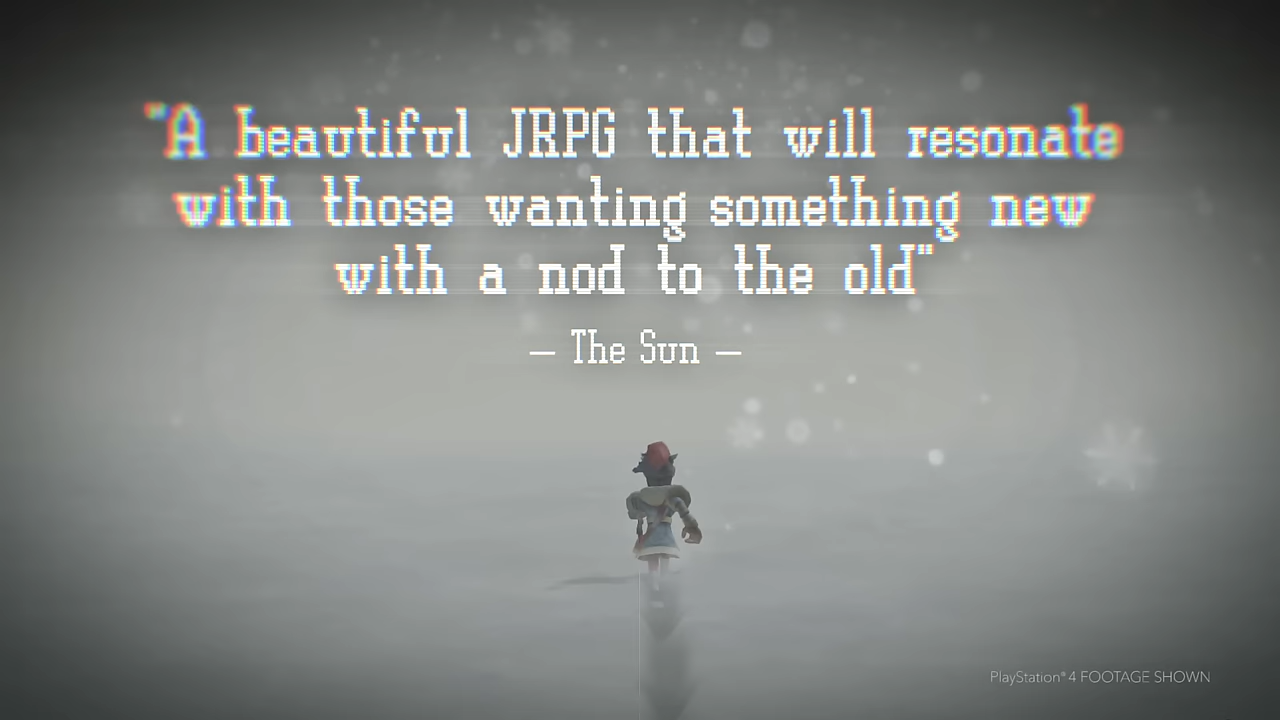 "A beautiful JRPG that will resonate
with those wanting something new
with a nod to the old"
— The Sun —
PlayStation®4 FOOTAGE SHOWN